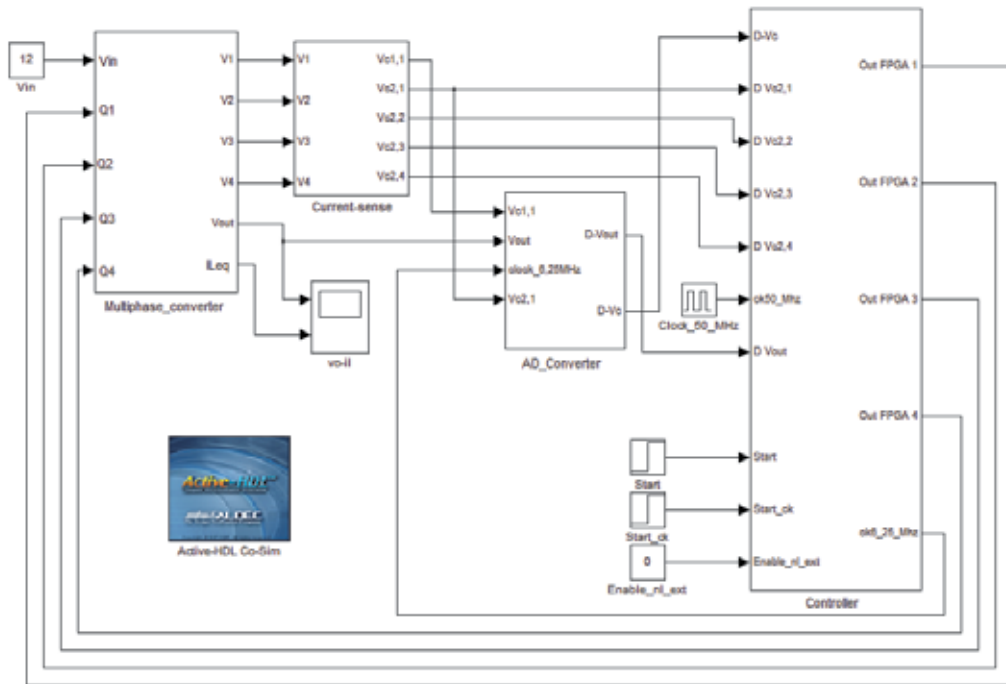 12
Vin
Vin
Q1
Q2
Q3
Q4
V1
V2
V3
V4
Vout
ILeq
Multiphase_converter
V1
V2
V3
V4
Vc1,1
Vc2,1
Vc2,2
Vc2,3
Vc2,4
Current-sense
vo-il
Vc1,1
Vout
clock_6,25MHz
Vc2,1
D-Vout
D-Vc
AD_Converter
Clock_50_MHz
Start
Start_ck
0
Enable_nl_ext
D-Vc
D Vc2,1
D Vc2,2
D Vc2,3
D Vc2,4
ck50_Mhz
D Vout
Start
Start_ck
Enable_nl_ext
Out FPGA 1
Out FPGA 2
Out FPGA 3
Out FPGA 4
ck6_25_Mhz
Controller
Active-HDL
ALDEC
Active-HDL Co-Sim